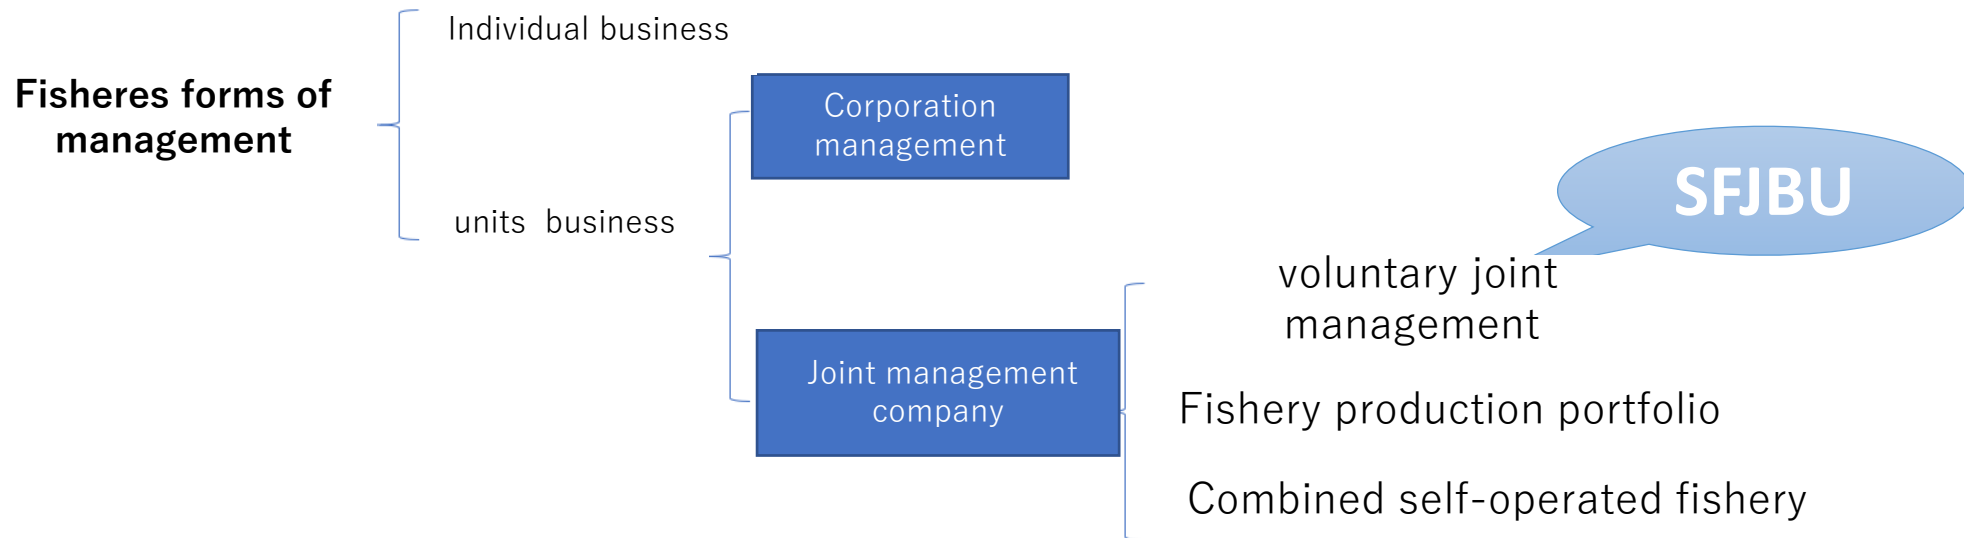 Individual business
Fisheres forms of
management
Corporation
management
SFJBU
units business
voluntary joint
management
Joint management
company
Fishery production portfolio
Combined self-operated fishery